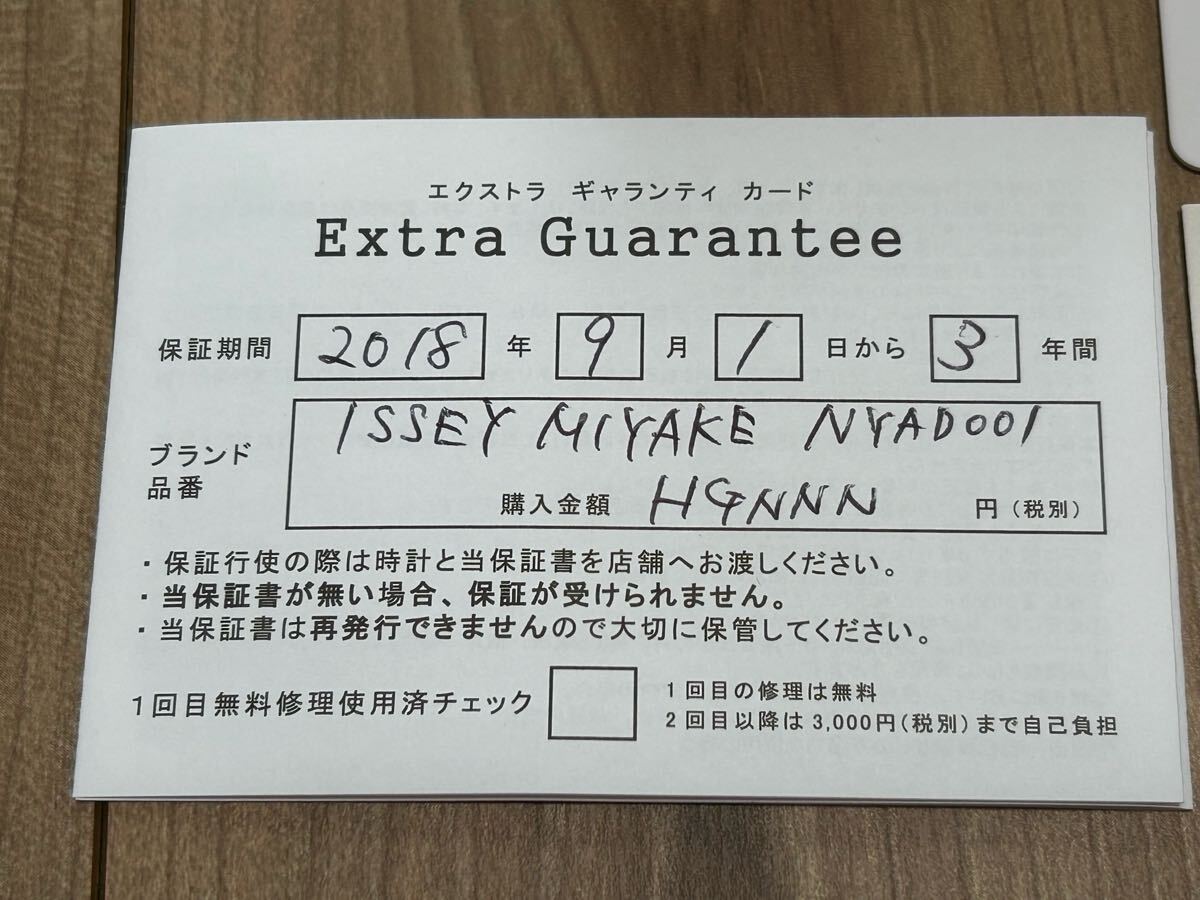 エクストラ ギャランティ カード
Extra Guarantee
保証期間 2018 年 9 月 1 日から 3 年間
ブランド
品番
ISSEY MIYAKE NYAD001
購入金額 HGNNN 円(税別)
・保証行使の際は時計と当保証書を店舗へお渡しください。
・当保証書が無い場合、保証が受けられません。
・当保証書は再発行できませんので大切に保管してください。
1回目無料修理使用済チェック
1回目の修理は無料
2回目以降は3,000円(税別)まで自己負担